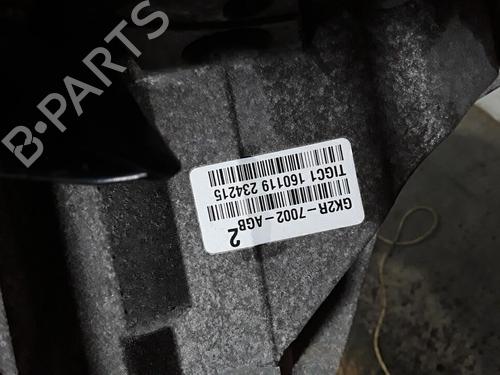 B-PARTS
GK2R-7002-AGB
2
TIGC1 160119 234215